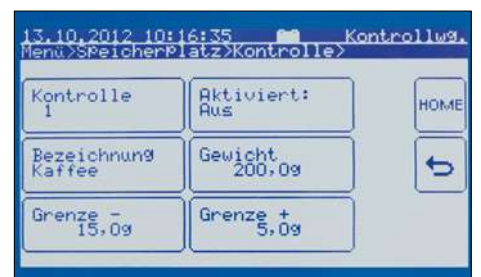 13.10.2012 10:16:35 Kontrollwg.
Menü>Speicherplatz>Kontrolle>
Kontrolle
1
Aktiviert:
Aus
HOME
Bezeichnung
Kaffee
Gewicht
200,0g
Grenze -
15,0g
Grenze +
5,0g